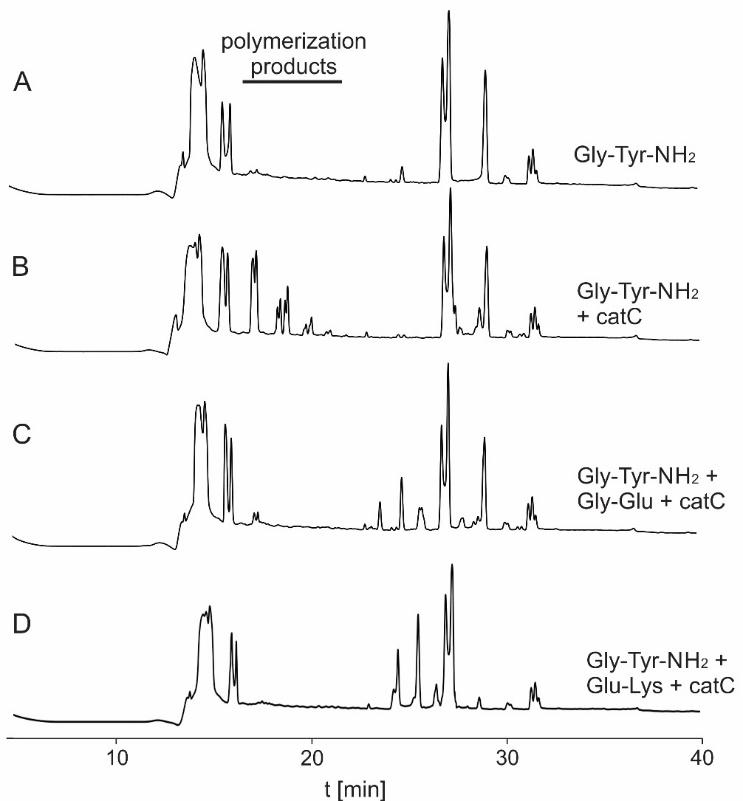 polymerization
products
A
Gly-Tyr-NH2
B
Gly-Tyr-NH2
+ catC
C
Gly-Tyr-NH2 +
Gly-Glu + catC
D
Gly-Tyr-NH2 +
Glu-Lys + catC
10 20 30 40
t [min]